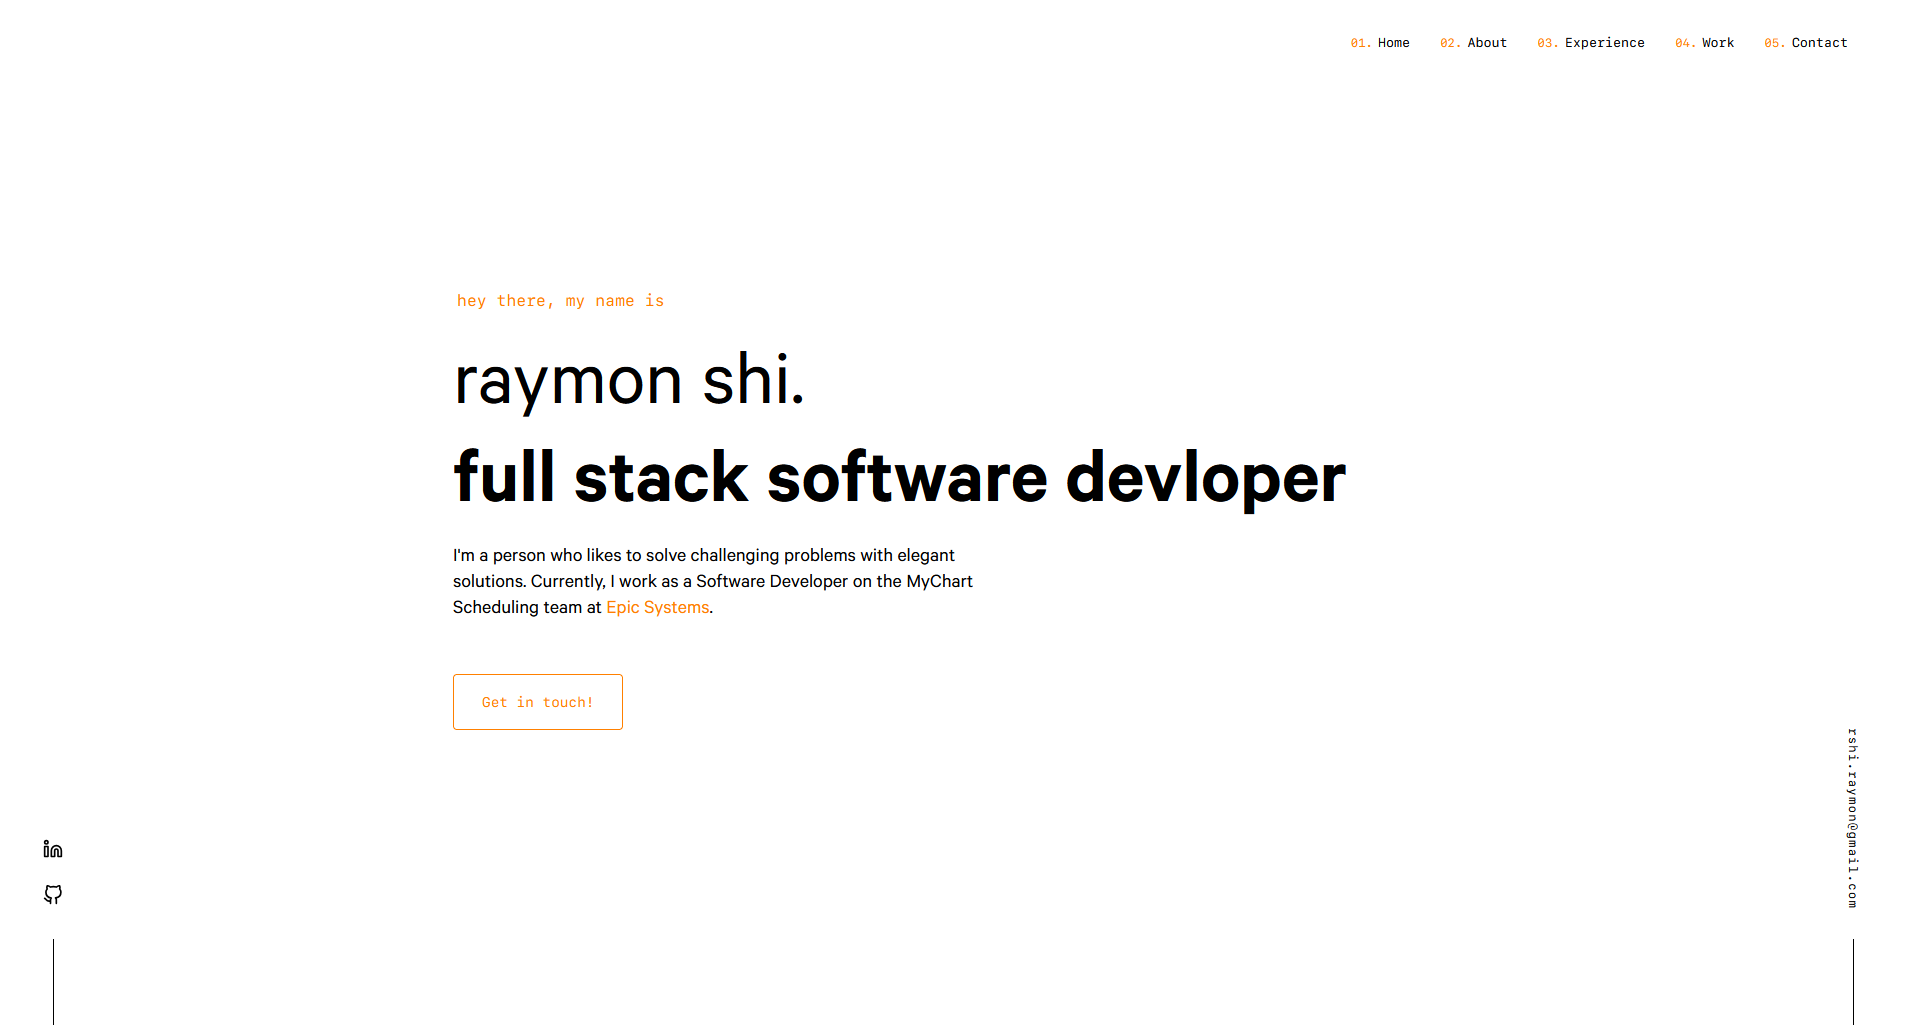 01. Home 02. About 03. Experience 04. Work 05. Contact
hey there, my name is
raymon shi.
full stack software devloper
I'm a person who likes to solve challenging problems with elegant
solutions. Currently, I work as a Software Developer on the MyChart
Scheduling team at Epic Systems.
Get in touch!
rshi.raymon@gmail.com
in